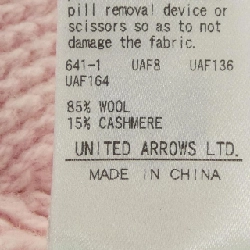 pill removal device or
scissors so as to not
damage the fabric.
641-1 UAF8 UAF136
UAF164
85% WOOL
15% CASHMERE
UNITED ARROWS LTD.
MADE IN CHINA